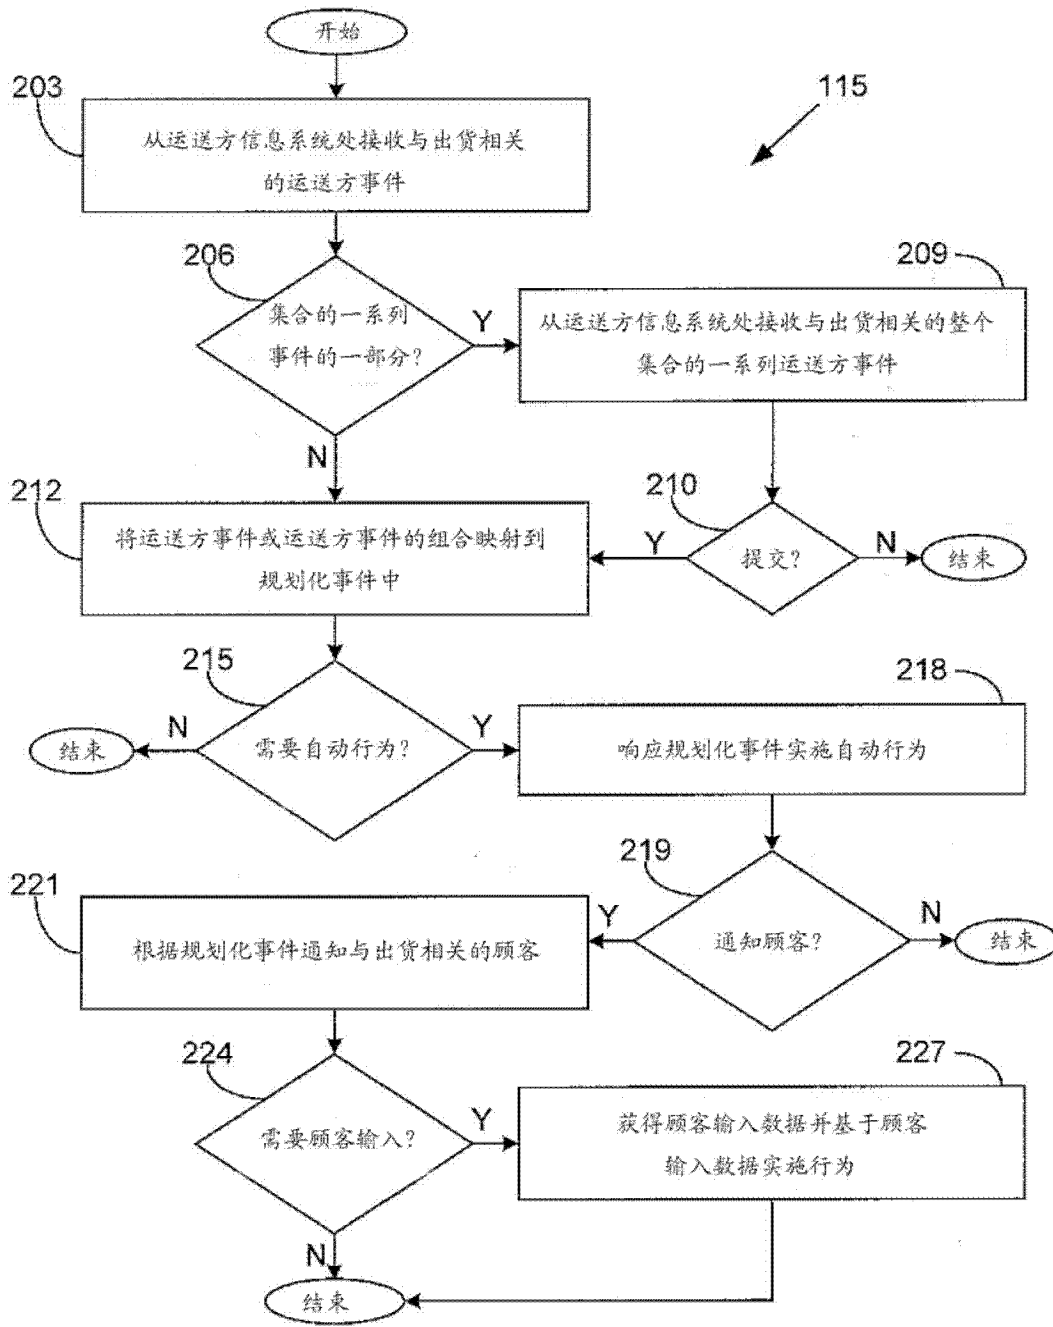 开始
203
115
从运送方信息系统处接收与出货相关
的运送方事件
206
209
集合的一系列
事件的一部分?
Y
从运送方信息系统处接收与出货相关的整个
集合的一系列运送方事件
N
212
210
将运送方事件或运送方事件的组合映射到
规划化事件中
Y
提交?
N
结束
215
218
结束
N
需要自动行为?
Y
响应规划化事件实施自动行为
219
221
根据规划化事件通知与出货相关的顾客
Y
通知顾客?
N
结束
224
227
需要顾客输入?
Y
获得顾客输入数据并基于顾客
输入数据实施行为
N
结束